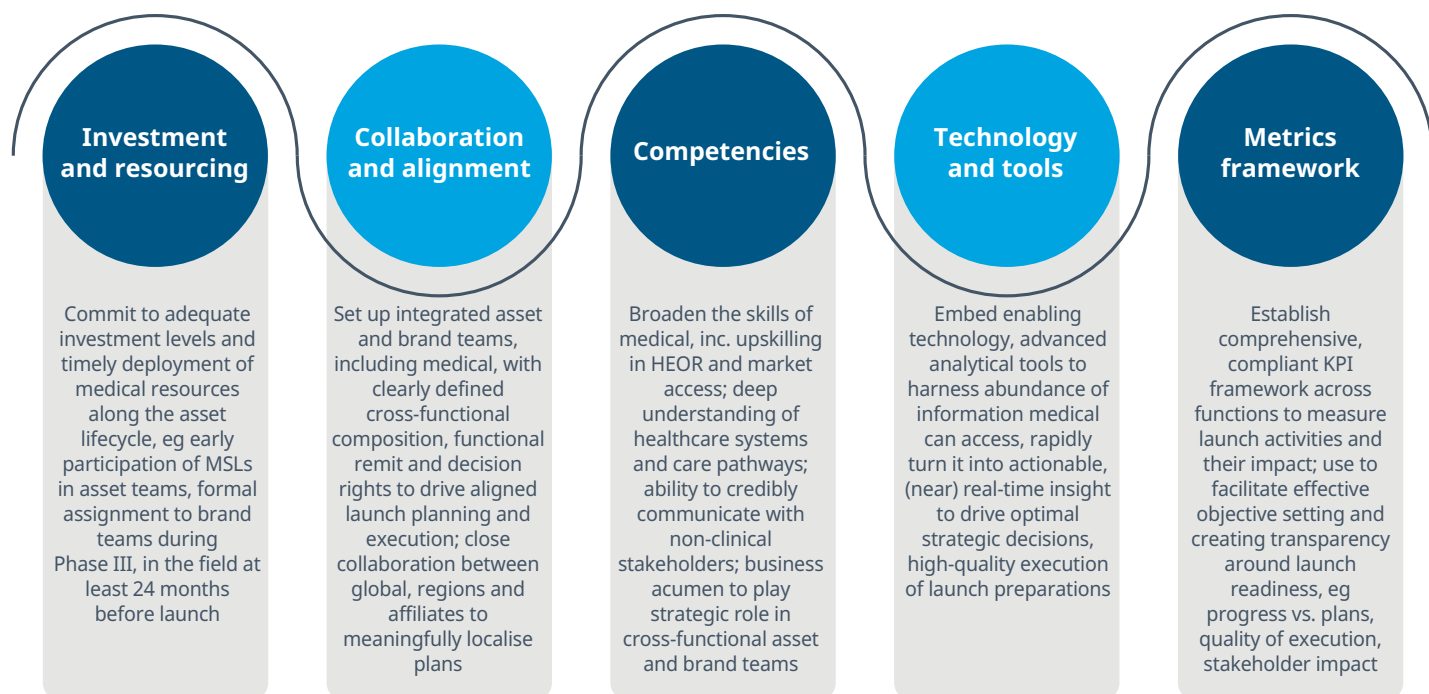 Investment
and resourcing
Commit to adequate
investment levels and
timely deployment of
medical resources
along the asset
lifecycle, eg early
participation of MSLs
in asset teams, formal
assignment to brand
teams during
Phase III, in the field at
least 24 months
before launch
Collaboration
and alignment
Set up integrated asset
and brand teams,
including medical, with
clearly defined
cross-functional
composition, functional
remit and decision
rights to drive aligned
launch planning and
execution; close
collaboration between
global, regions and
affiliates to
meaningfully localise
plans
Competencies
Broaden the skills of
medical, inc. upskilling
in HEOR and market
access; deep
understanding of
healthcare systems
and care pathways;
ability to credibly
communicate with
non-clinical
stakeholders; business
acumen to play
strategic role in
cross-functional asset
and brand teams
Technology
and tools
Embed enabling
technology, advanced
analytical tools to
harness abundance of
information medical
can access, rapidly
turn it into actionable,
(near) real-time insight
to drive optimal
strategic decisions,
high-quality execution
of launch preparations
Metrics
framework
Establish
comprehensive,
compliant KPI
framework across
functions to measure
launch activities and
their impact; use to
facilitate effective
objective setting and
creating transparency
around launch
readiness, eg
progress vs. plans,
quality of execution,
stakeholder impact